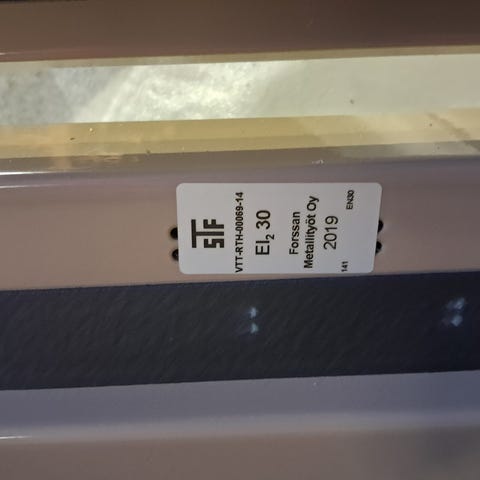 STF
VTT-RTH-00069-14
EI₂ 30
Forssan
Metallityöt Oy
2019
141
EN30